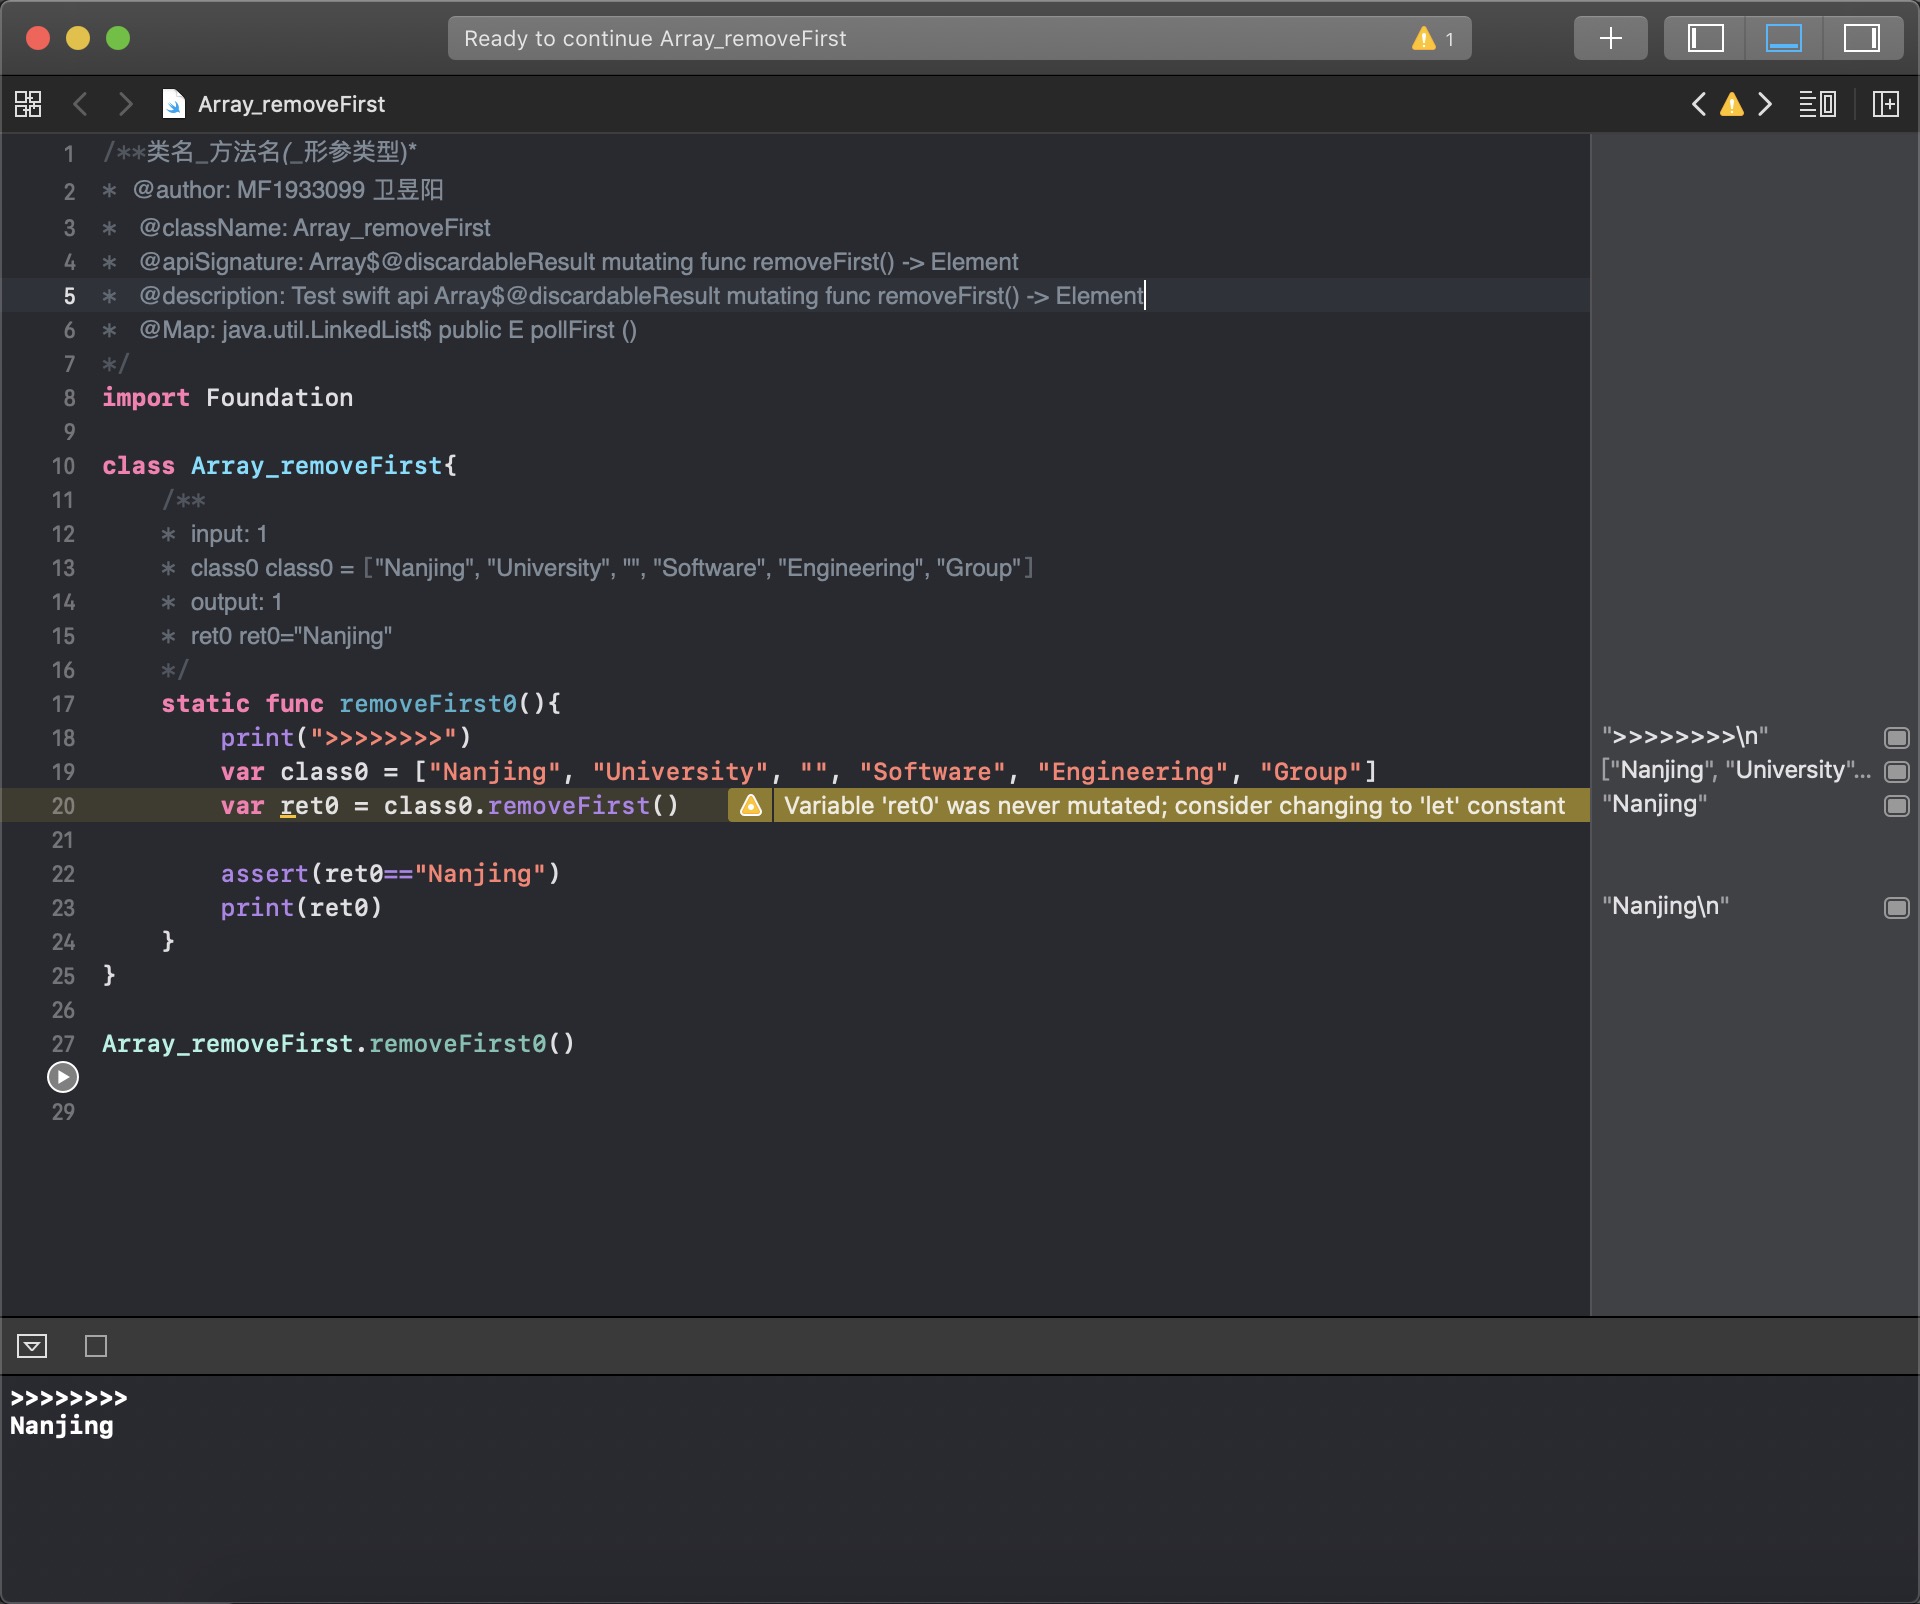 Ready to continue Array_removeFirst
1
Array_removeFirst
1 /**类名_方法名(_形参类型)*
2 * @author: MF1933099 卫昱阳
3 * @className: Array_removeFirst
4 * @apiSignature: Array$@discardableResult mutating func removeFirst() -> Element
5 * @description: Test swift api Array$@discardableResult mutating func removeFirst() -> Element
6 * @Map: java.util.LinkedList$ public E pollFirst ()
7 */
8 import Foundation
9
10 class Array_removeFirst{
11 /**
12 * input: 1
13 * class0 class0 = ["Nanjing", "University", "", "Software", "Engineering", "Group"]
14 * output: 1
15 * ret0 ret0="Nanjing"
16 */
17 static func removeFirst0(){
18 print(">>>>>>>>") ">>>>>>>>\n"
19 var class0 = ["Nanjing", "University", "", "Software", "Engineering", "Group"] ["Nanjing", "University"...
20 var ret0 = class0.removeFirst() Variable 'ret0' was never mutated; consider changing to 'let' constant "Nanjing"
21
22 assert(ret0=="Nanjing")
23 print(ret0) "Nanjing\n"
24 }
25 }
26
27 Array_removeFirst.removeFirst0()
29
>>>>>>>>
Nanjing